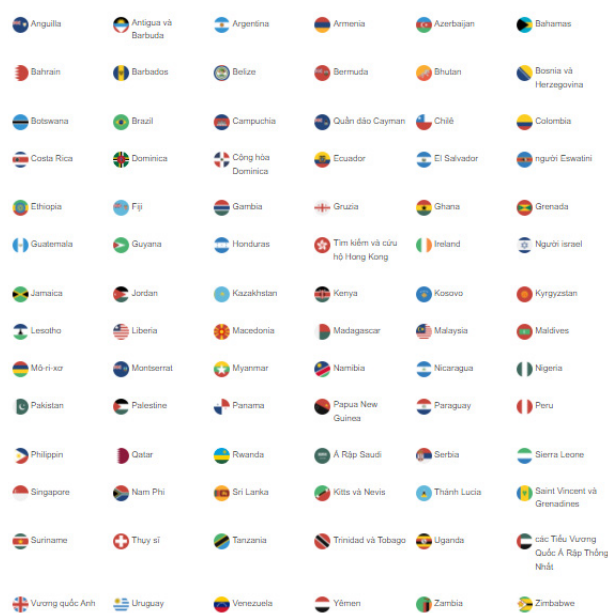 Anguilla
Antigua và
Barbuda
Argentina
Armenia
Azerbaijan
Bahamas
Bahrain
Barbados
Belize
Bermuda
Bhutan
Bosnia và
Herzegovina
Botswana
Brazil
Campuchia
Quần đảo Cayman
Chilê
Colombia
Costa Rica
Dominica
Cộng hòa
Dominica
Ecuador
El Salvador
người Eswatini
Ethiopia
Fiji
Gambia
Gruzia
Ghana
Grenada
Guatemala
Guyana
Honduras
Tìm kiếm và cứu
hộ Hong Kong
Ireland
Người israel
Jamaica
Jordan
Kazakhstan
Kenya
Kosovo
Kyrgyzstan
Lesotho
Liberia
Macedonia
Madagascar
Malaysia
Maldives
Mô-ri-xơ
Montserrat
Myanmar
Namibia
Nicaragua
Nigeria
Pakistan
Palestine
Panama
Papua New
Guinea
Paraguay
Peru
Philippin
Qatar
Rwanda
Ả Rập Saudi
Serbia
Sierra Leone
Singapore
Nam Phi
Sri Lanka
Kitts và Nevis
Thánh Lucia
Saint Vincent và
Grenadines
Suriname
Thụy sĩ
Tanzania
Trinidad và Tobago
Uganda
các Tiểu Vương
Quốc Ả Rập Thống
Nhất
Vương quốc Anh
Uruguay
Venezuela
Yêmen
Zambia
Zimbabwe